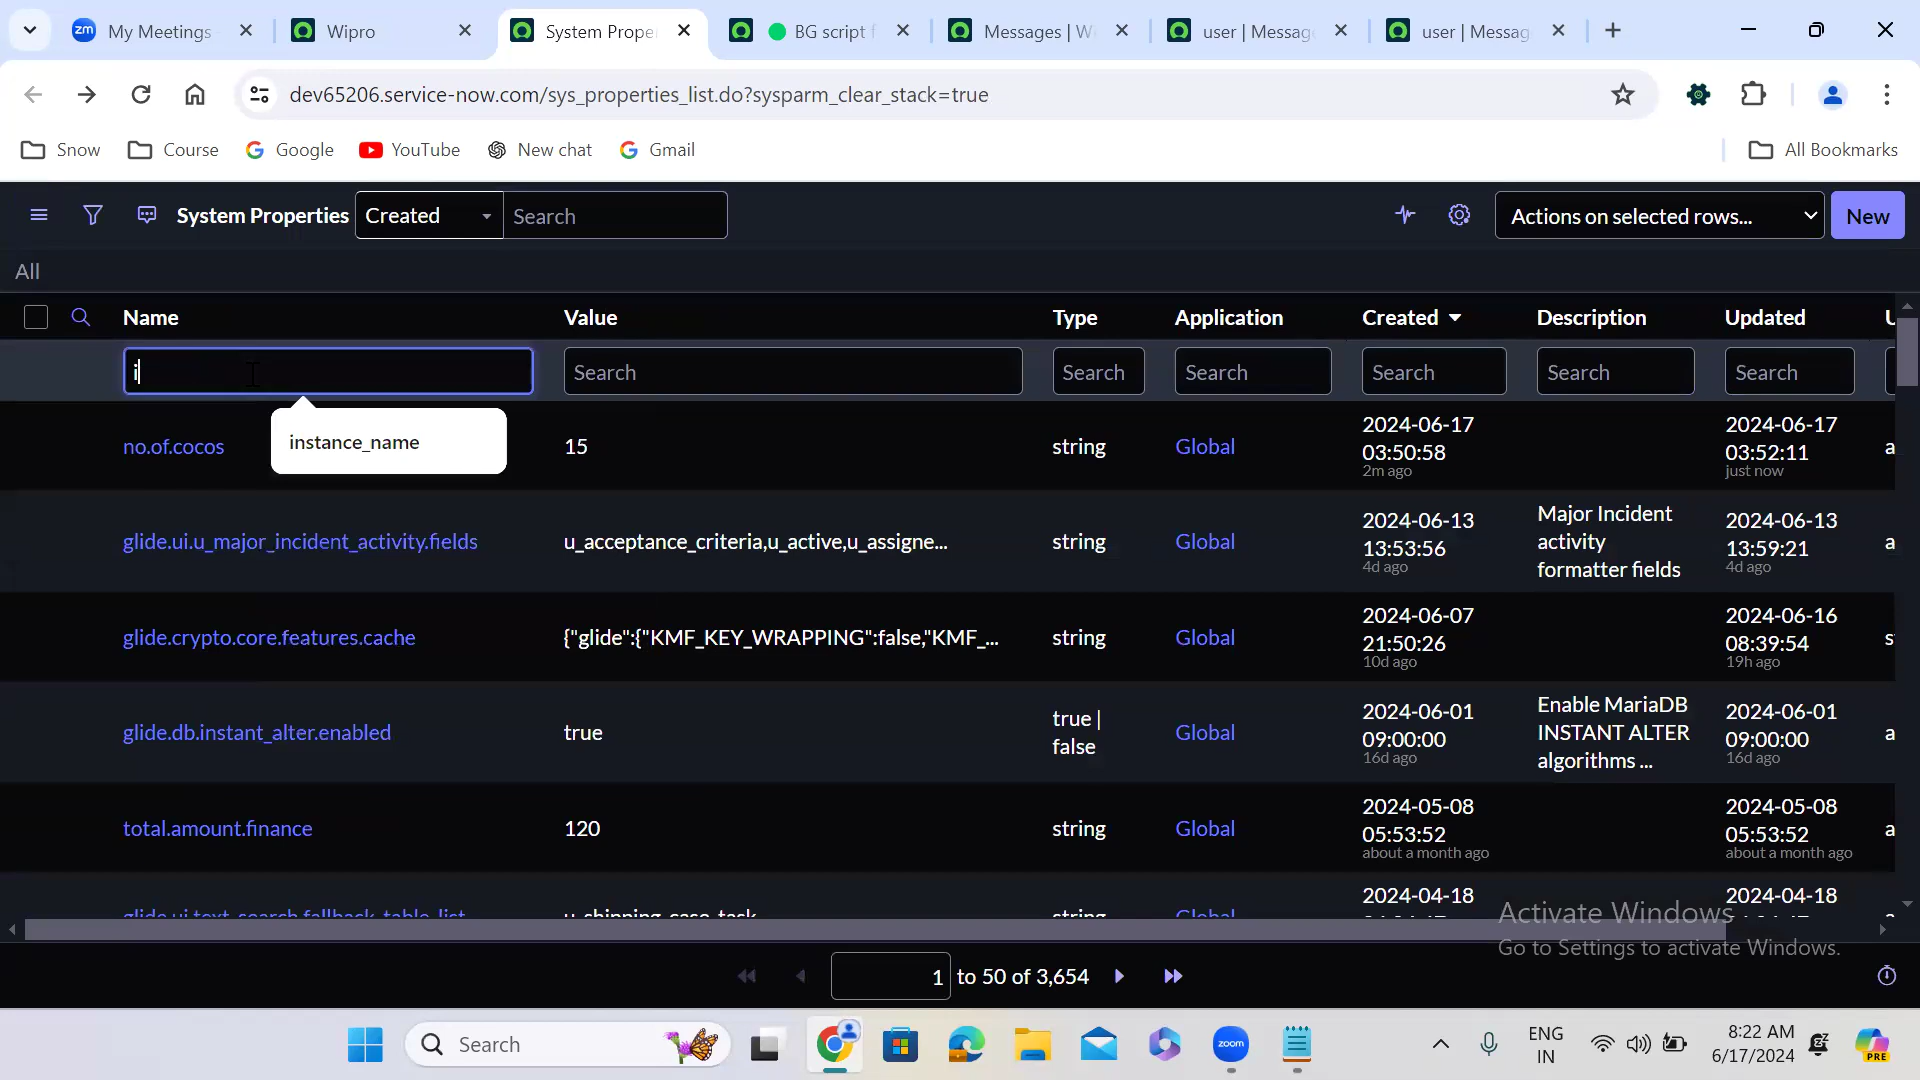 My Meetings
Wipro
System Prope
BG script f
Messages | W
user | Messag
user | Messag
dev65206.service-now.com/sys_properties_list.do?sysparm_clear_stack=true
Snow
Course
Google
YouTube
New chat
Gmail
All Bookmarks
System Properties
Created
Search
Actions on selected rows...
New
All
Name
Value
Type
Application
Created
Description
Updated
U
i
Search
Search
Search
Search
Search
Search
instance_name
no.of.cocos
15
string
Global
2024-06-17
03:50:58
2m ago
2024-06-17
03:52:11
just now
a
glide.ui.u_major_incident_activity.fields
u_acceptance_criteria,u_active,u_assigne...
string
Global
2024-06-13
13:53:56
4d ago
Major Incident
activity
formatter fields
2024-06-13
13:59:21
4d ago
a
glide.crypto.core.features.cache
{"glide":{"KMF_KEY_WRAPPING":false,"KMF_...
string
Global
2024-06-07
21:50:26
10d ago
2024-06-16
08:39:54
19h ago
s
glide.db.instant_alter.enabled
true
true |
false
Global
2024-06-01
09:00:00
16d ago
Enable MariaDB
INSTANT ALTER
algorithms ...
2024-06-01
09:00:00
16d ago
a
total.amount.finance
120
string
Global
2024-05-08
05:53:52
about a month ago
2024-05-08
05:53:52
about a month ago
a
glide.ui.text_search.fallback_table_list
u_shipping_case_task
string
Global
2024-04-18
2024-04-18
Activate Windows
Go to Settings to activate Windows.
1 to 50 of 3,654
Search
zoom
ENG
IN
8:22 AM
6/17/2024
PRE